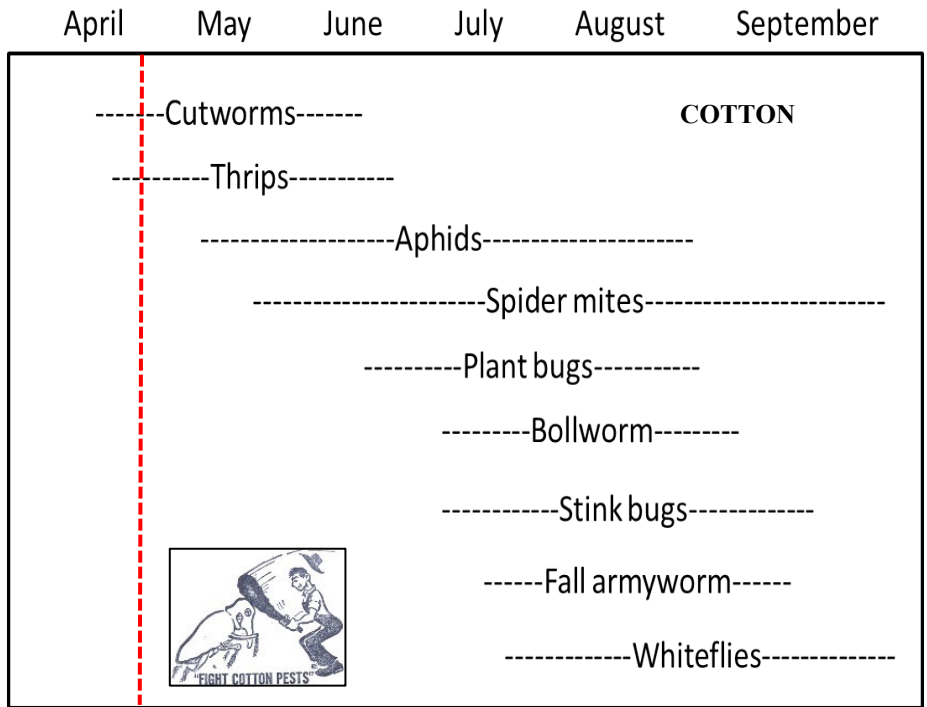 April May June July August September
-------Cutworms-------
COTTON
----------Thrips-----------
--------------------Aphids---------------------
-----------------------Spider mites------------------------
----------Plant bugs-----------
---------Bollworm---------
------------Stink bugs-------------
------Fall armyworm------
-------------Whiteflies--------------
"FIGHT COTTON PESTS"